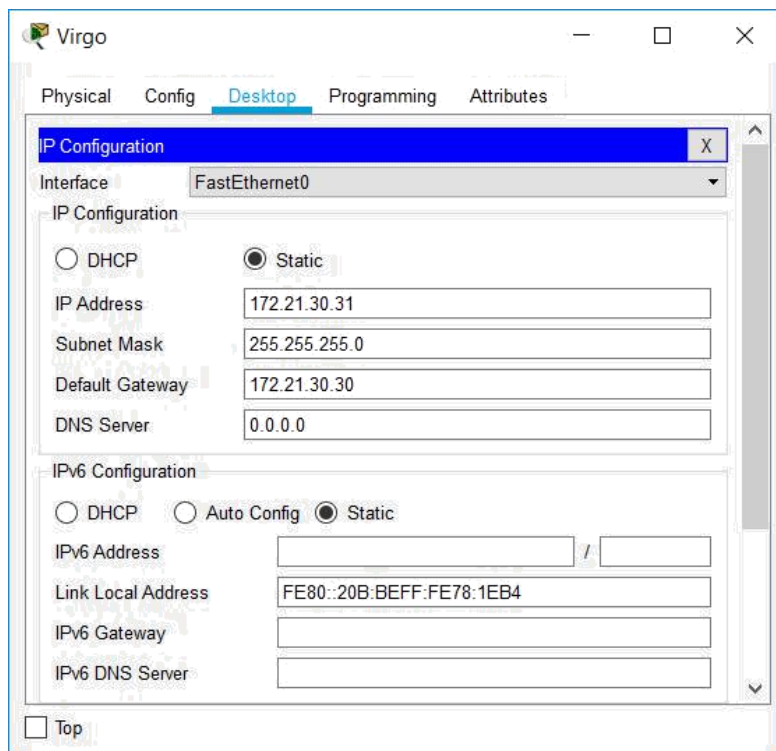 Virgo
Physical Config Desktop Programming Attributes
IP Configuration X
Interface FastEthernet0
IP Configuration
DHCP Static
IP Address 172.21.30.31
Subnet Mask 255.255.255.0
Default Gateway 172.21.30.30
DNS Server 0.0.0.0
IPv6 Configuration
DHCP Auto Config Static
IPv6 Address /
Link Local Address FE80::20B:BEFF:FE78:1EB4
IPv6 Gateway
IPv6 DNS Server
Top